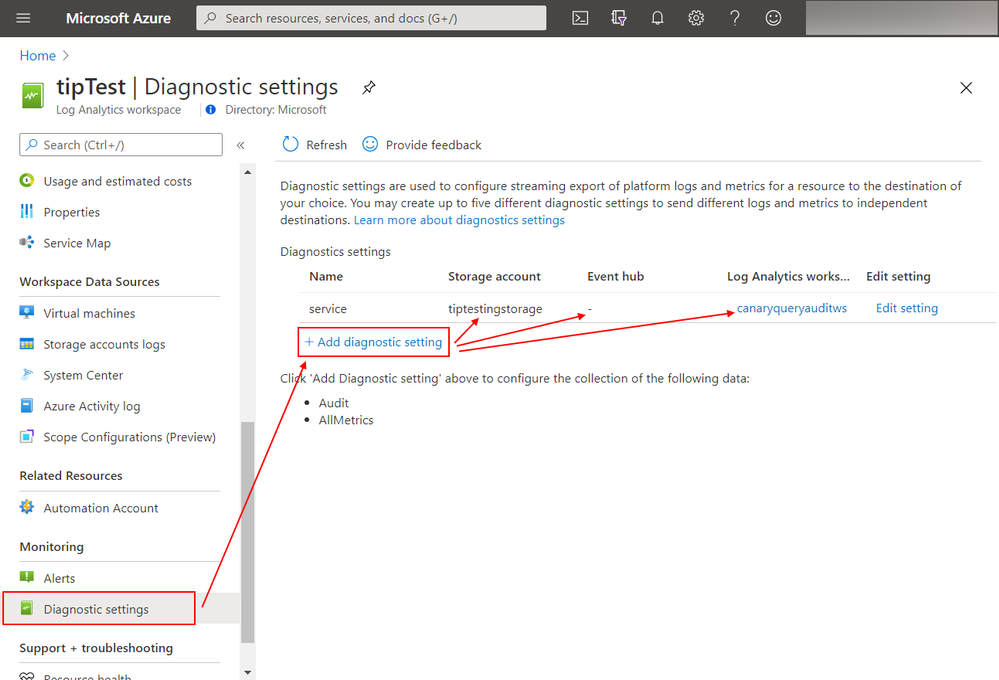 Microsoft Azure
Search resources, services, and docs (G+/)
Home
tipTest | Diagnostic settings
Log Analytics workspace
Directory: Microsoft
Search (Ctrl+/)
Usage and estimated costs
Properties
Service Map
Workspace Data Sources
Virtual machines
Storage accounts logs
System Center
Azure Activity log
Scope Configurations (Preview)
Related Resources
Automation Account
Monitoring
Alerts
Diagnostic settings
Support + troubleshooting
Resource health
Refresh
Provide feedback
Diagnostic settings are used to configure streaming export of platform logs and metrics for a resource to the destination of
your choice. You may create up to five different diagnostic settings to send different logs and metrics to independent
destinations. Learn more about diagnostics settings
Diagnostics settings
Name Storage account Event hub Log Analytics works... Edit setting
service tiptestingstorage - canaryqueryauditws Edit setting
+ Add diagnostic setting
Click 'Add Diagnostic setting' above to configure the collection of the following data:
• Audit
• AllMetrics